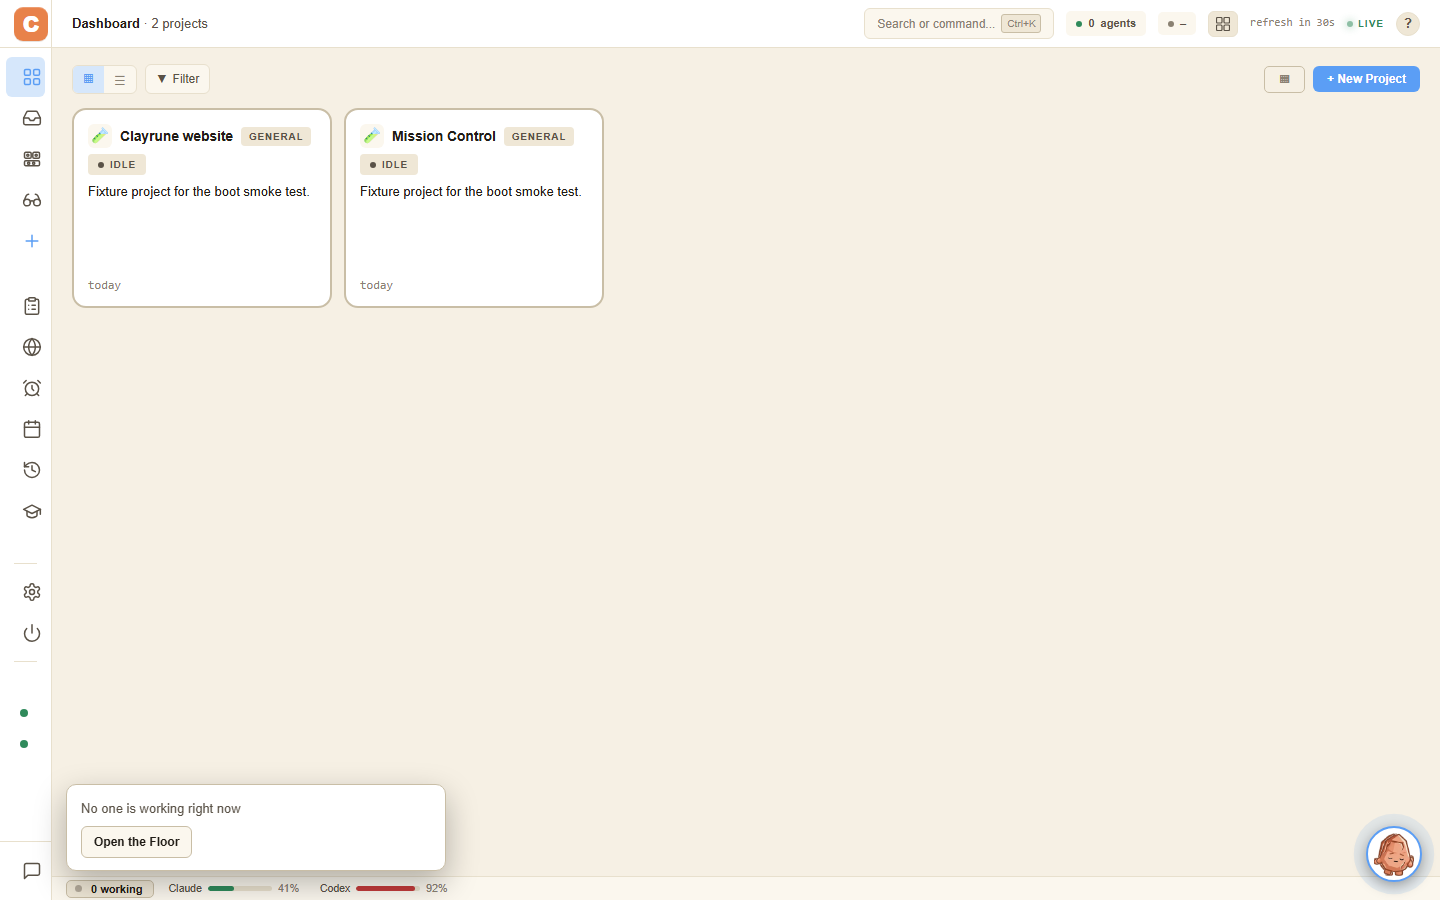 C
Dashboard · 2 projects
Search or command... Ctrl+K
0 agents
–
refresh in 30s
LIVE
?
Filter
+ New Project
Clayrune website GENERAL
IDLE
Fixture project for the boot smoke test.
today
Mission Control GENERAL
IDLE
Fixture project for the boot smoke test.
today
No one is working right now
Open the Floor
0 working
Claude 41%
Codex 92%